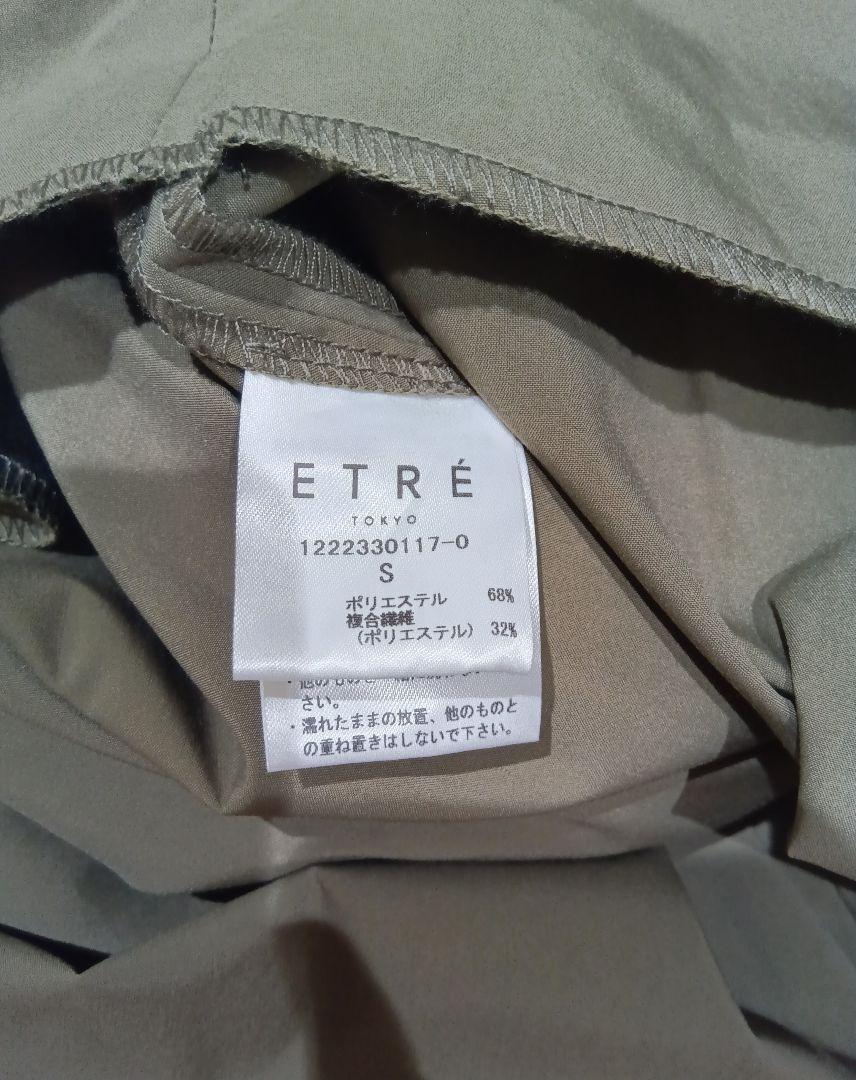 ETRÉ
TOKYO
1222330117-0
S
ポリエステル 68%
複合繊維
(ポリエステル) 32%
さい。
・濡れたままの放置、他のものと
の重ね置きはしないで下さい。